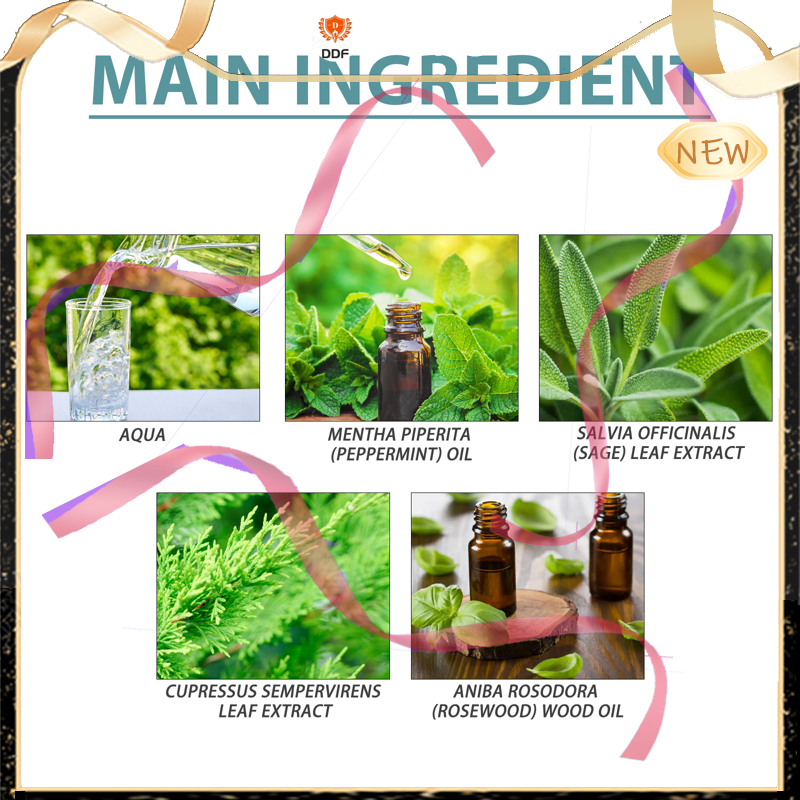 DDF
MAIN INGREDIENT
NEW
AQUA
MENTHA PIPERITA
(PEPPERMINT) OIL
SALVIA OFFICINALIS
(SAGE) LEAF EXTRACT
CUPRESSUS SEMPERVIRENS
LEAF EXTRACT
ANIBA ROSODORA
(ROSEWOOD) WOOD OIL